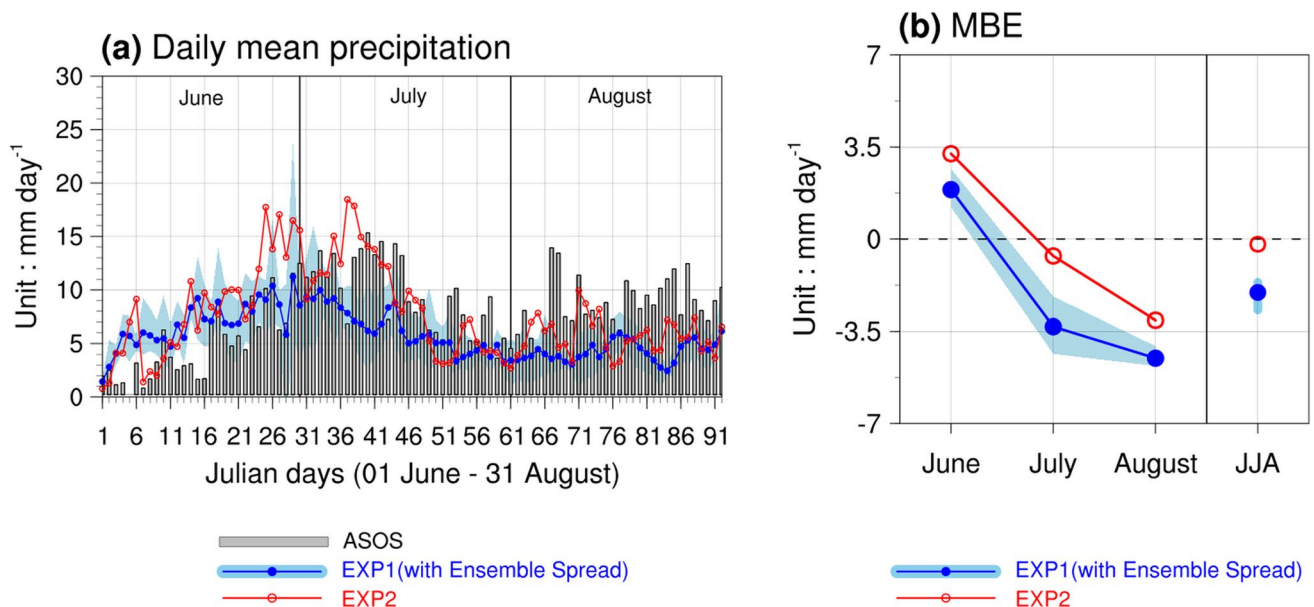 (a) Daily mean precipitation
Unit : mm day-1
30
25
20
15
10
5
0
June
July
August
1 6 11 16 21 26 31 36 41 46 51 56 61 66 71 76 81 86 91
Julian days (01 June - 31 August)
ASOS
EXP1(with Ensemble Spread)
EXP2
(b) MBE
Unit : mm day-1
7
3.5
0
-3.5
-7
June July August JJA
EXP1(with Ensemble Spread)
EXP2